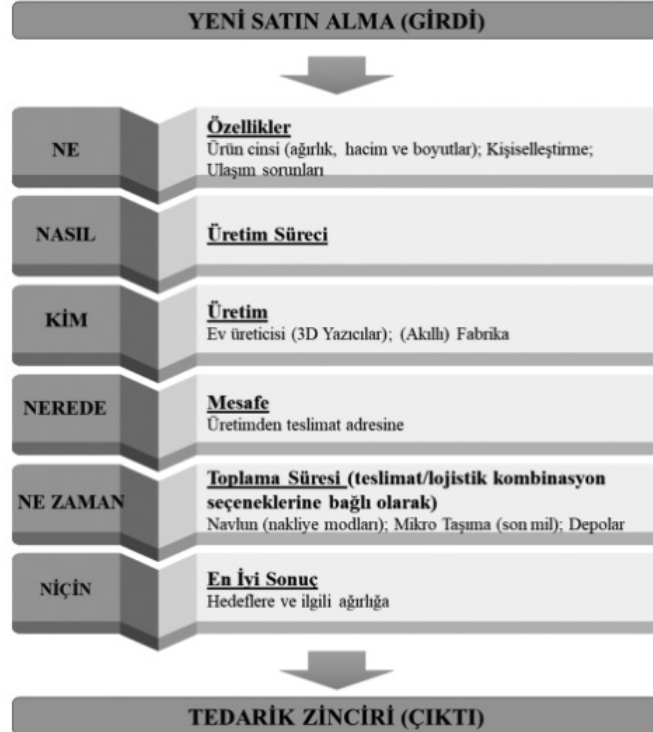 YENİ SATIN ALMA (GİRDİ)
NE
Özellikler
Ürün cinsi (ağırlık, hacim ve boyutlar); Kişiselleştirme;
Ulaşım sorunları
NASIL
Üretim Süreci
KİM
Üretim
Ev üreticisi (3D Yazıcılar); (Akıllı) Fabrika
NEREDE
Mesafe
Üretimden teslimat adresine
NE ZAMAN
Toplama Süresi (teslimat/lojistik kombinasyon
seçeneklerine bağlı olarak)
Navlun (nakliye modları); Mikro Taşıma (son mil); Depolar
NİÇİN
En İyi Sonuç
Hedeflere ve ilgili ağırlığa
TEDARİK ZİNCİRİ (ÇIKTI)